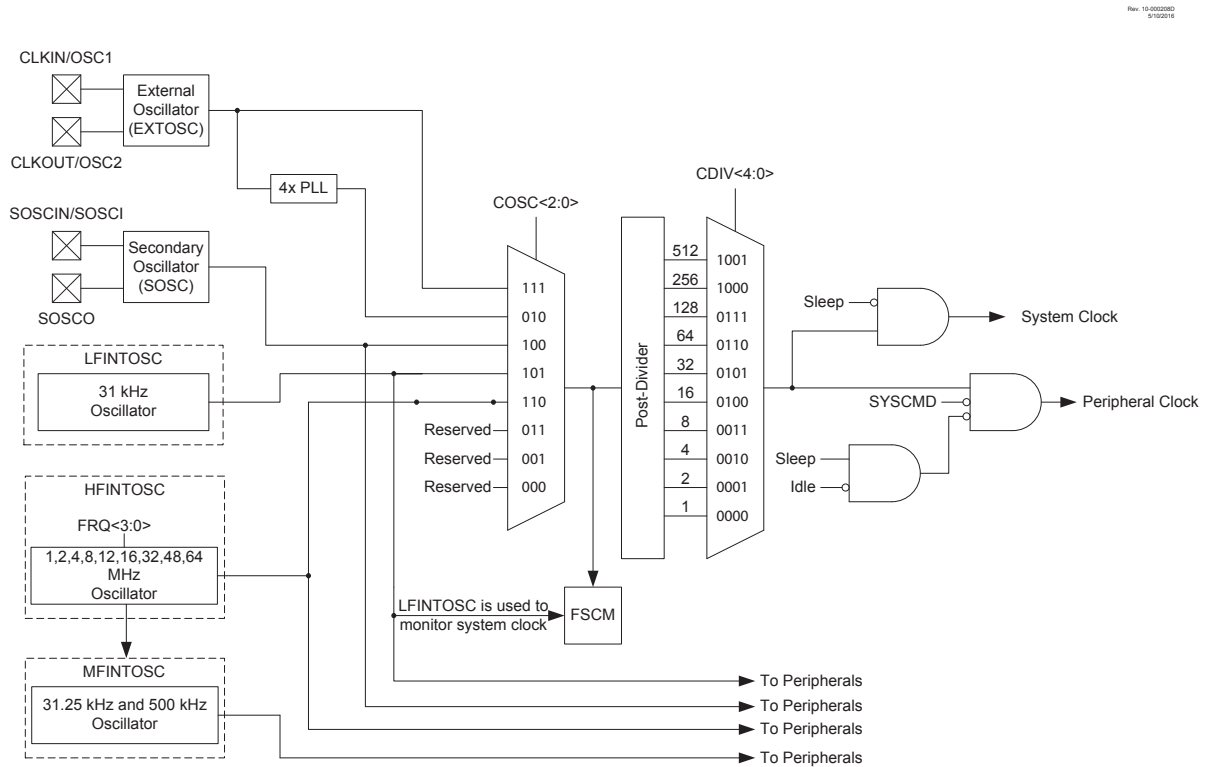 Rev. 10-000208D
5/10/2016
CLKIN/OSC1
External
Oscillator
(EXTOSC)
CLKOUT/OSC2
4x PLL
SOSCIN/SOSCI
Secondary
Oscillator
(SOSC)
SOSCO
LFINTOSC
31 kHz
Oscillator
HFINTOSC
FRQ<3:0>
1,2,4,8,12,16,32,48,64
MHz
Oscillator
MFINTOSC
31.25 kHz and 500 kHz
Oscillator
COSC<2:0>
111
010
100
101
110
Reserved 011
Reserved 001
Reserved 000
LFINTOSC is used to
monitor system clock
FSCM
Post-Divider
CDIV<4:0>
512 1001
256 1000
128 0111
64 0110
32 0101
16 0100
8 0011
4 0010
2 0001
1 0000
Sleep
System Clock
SYSCMD
Peripheral Clock
Sleep
Idle
To Peripherals
To Peripherals
To Peripherals
To Peripherals